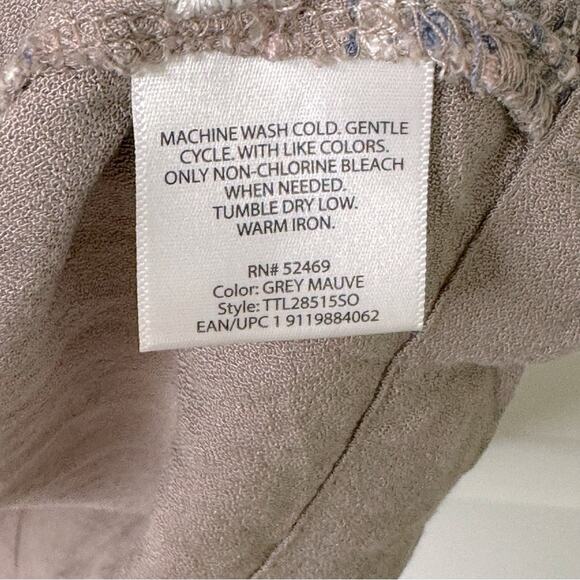 MACHINE WASH COLD. GENTLE
CYCLE. WITH LIKE COLORS.
ONLY NON-CHLORINE BLEACH
WHEN NEEDED.
TUMBLE DRY LOW.
WARM IRON.
RN# 52469
Color: GREY MAUVE
Style: TTL28515SO
EAN/UPC 1 9119884062